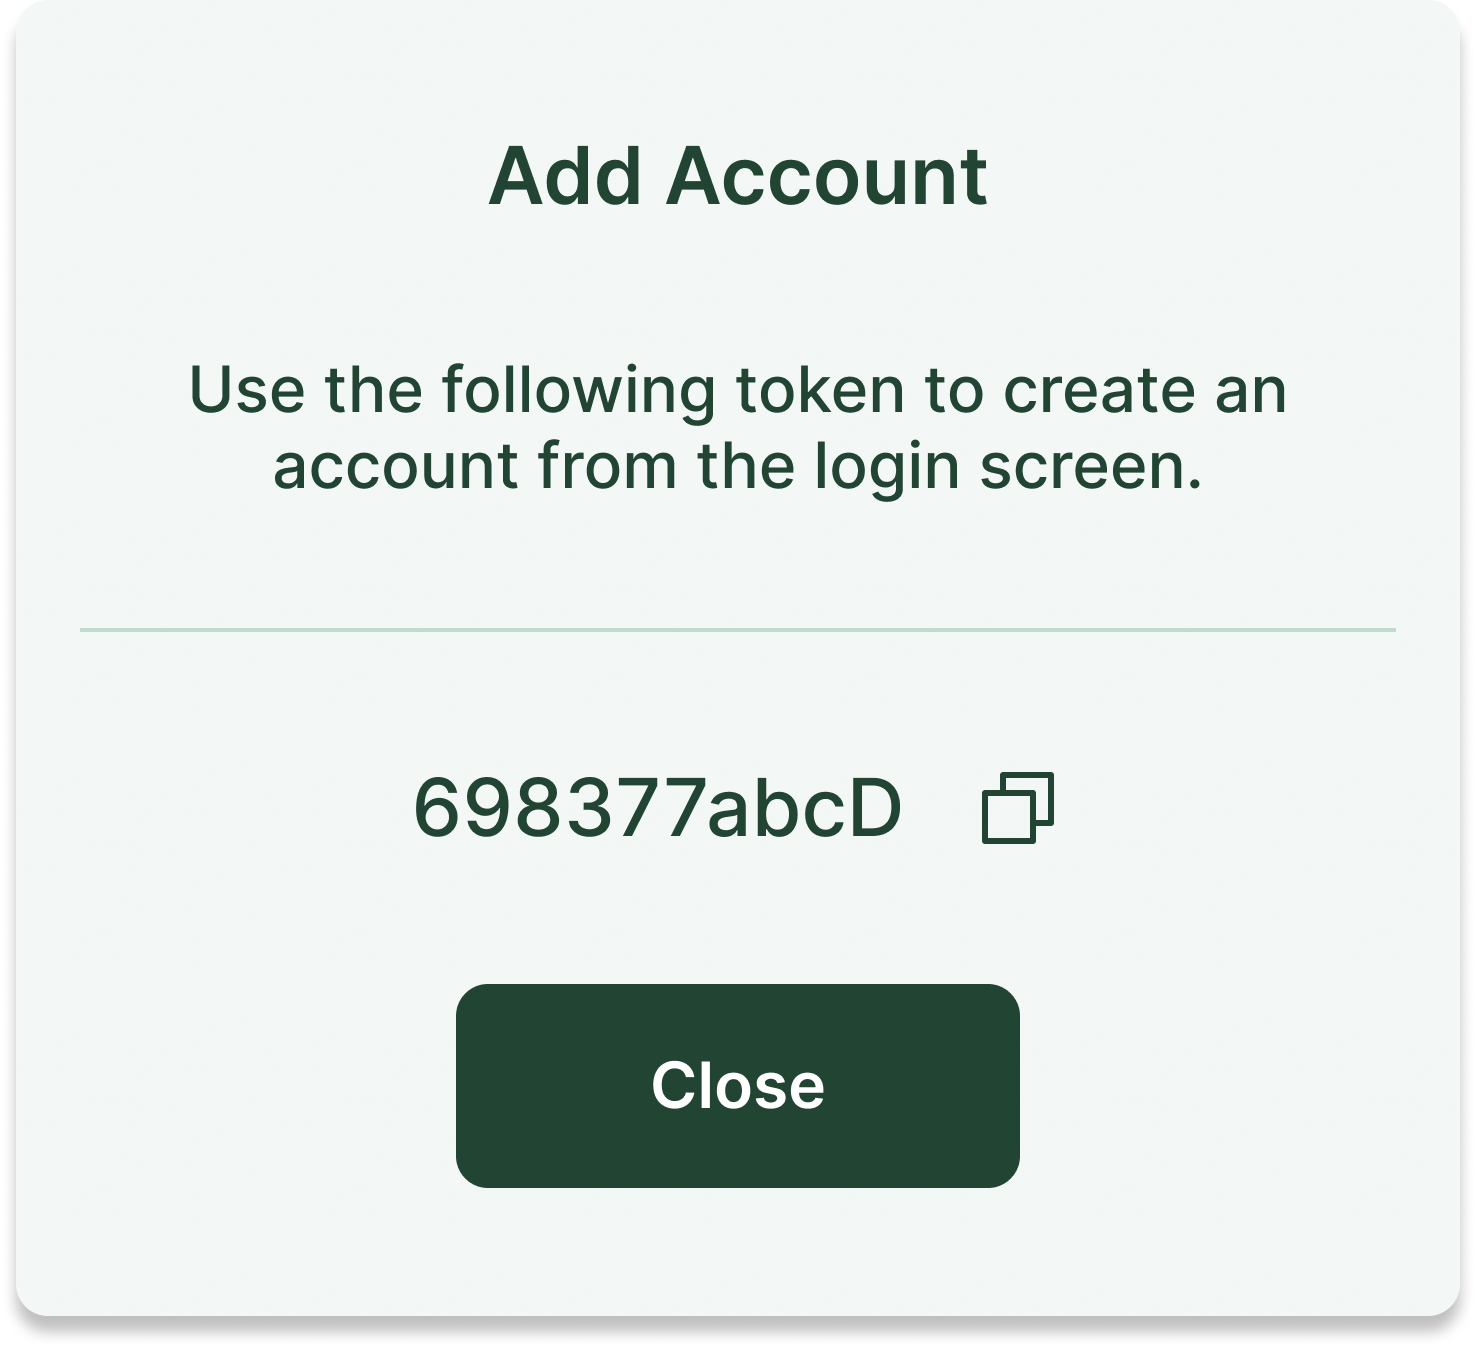 Add Account
Use the following token to create an
account from the login screen.
698377abcD
Close